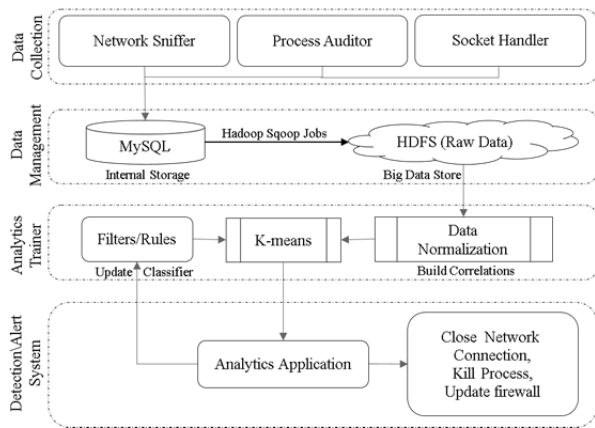 Data
Collection
Network Sniffer
Process Auditor
Socket Handler
Data
Management
MySQL
Internal Storage
Hadoop Sqoop Jobs
HDFS (Raw Data)
Big Data Store
Analytics
Trainer
Filters/Rules
Update Classifier
K-means
Data
Normalization
Build Correlations
Detection\Alert
System
Analytics Application
Close Network
Connection,
Kill Process,
Update firewall